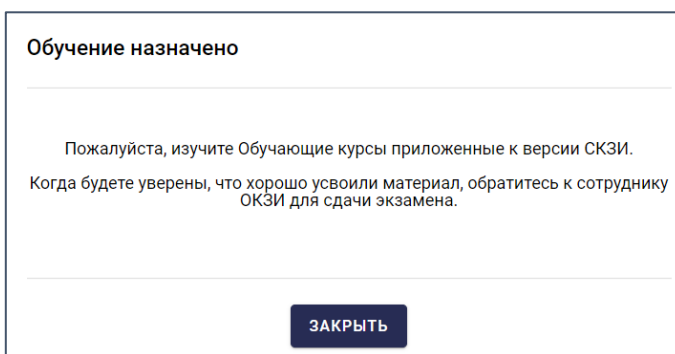 Обучение назначено
Пожалуйста, изучите Обучающие курсы приложенные к версии СКЗИ.
Когда будете уверены, что хорошо усвоили материал, обратитесь к сотруднику
ОКЗИ для сдачи экзамена.
ЗАКРЫТЬ